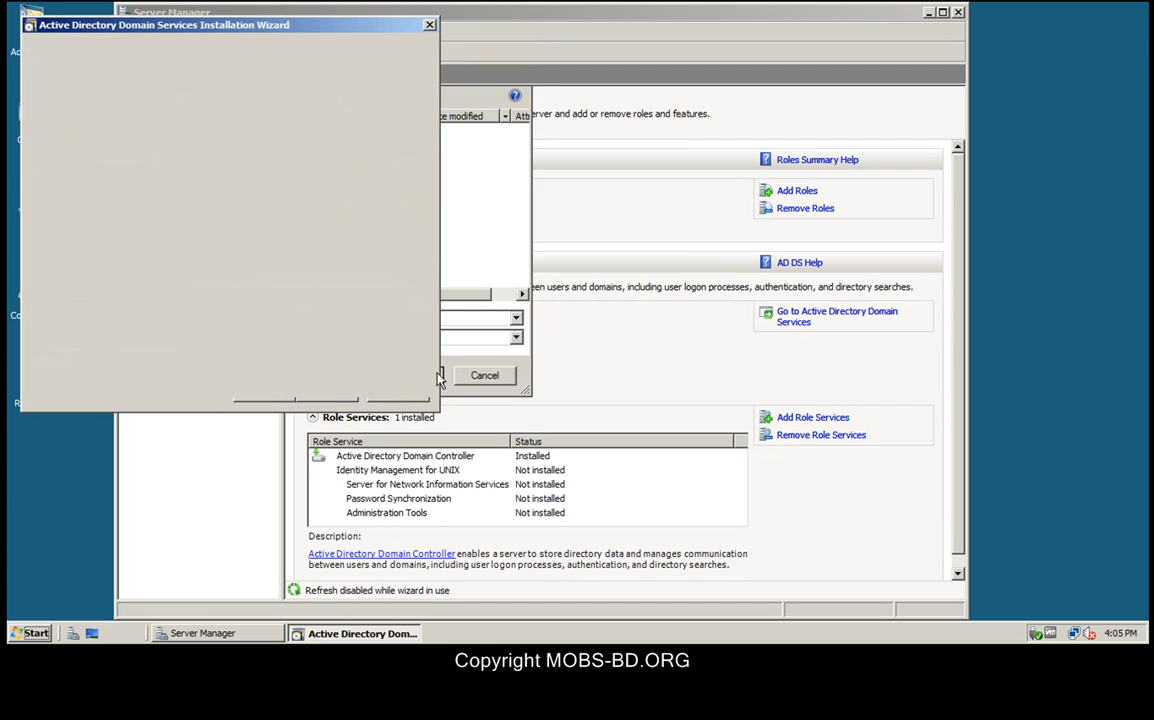 Server Manager
Active Directory Domain Services Installation Wizard
Ac
erver and add or remove roles and features.
te modified
Att
Roles Summary Help
Add Roles
Remove Roles
AD DS Help
en users and domains, including user logon processes, authentication, and directory searches.
Go to Active Directory Domain
Services
Co
Cancel
R
Role Services: 1 installed
Add Role Services
Remove Role Services
Role Service Status
Active Directory Domain Controller Installed
Identity Management for UNIX Not installed
Server for Network Information Services Not installed
Password Synchronization Not installed
Administration Tools Not installed
Description:
Active Directory Domain Controller enables a server to store directory data and manages communication
between users and domains, including user logon processes, authentication, and directory searches.
Refresh disabled while wizard in use
Start
Server Manager
Active Directory Dom...
4:05 PM
Copyright MOBS-BD.ORG